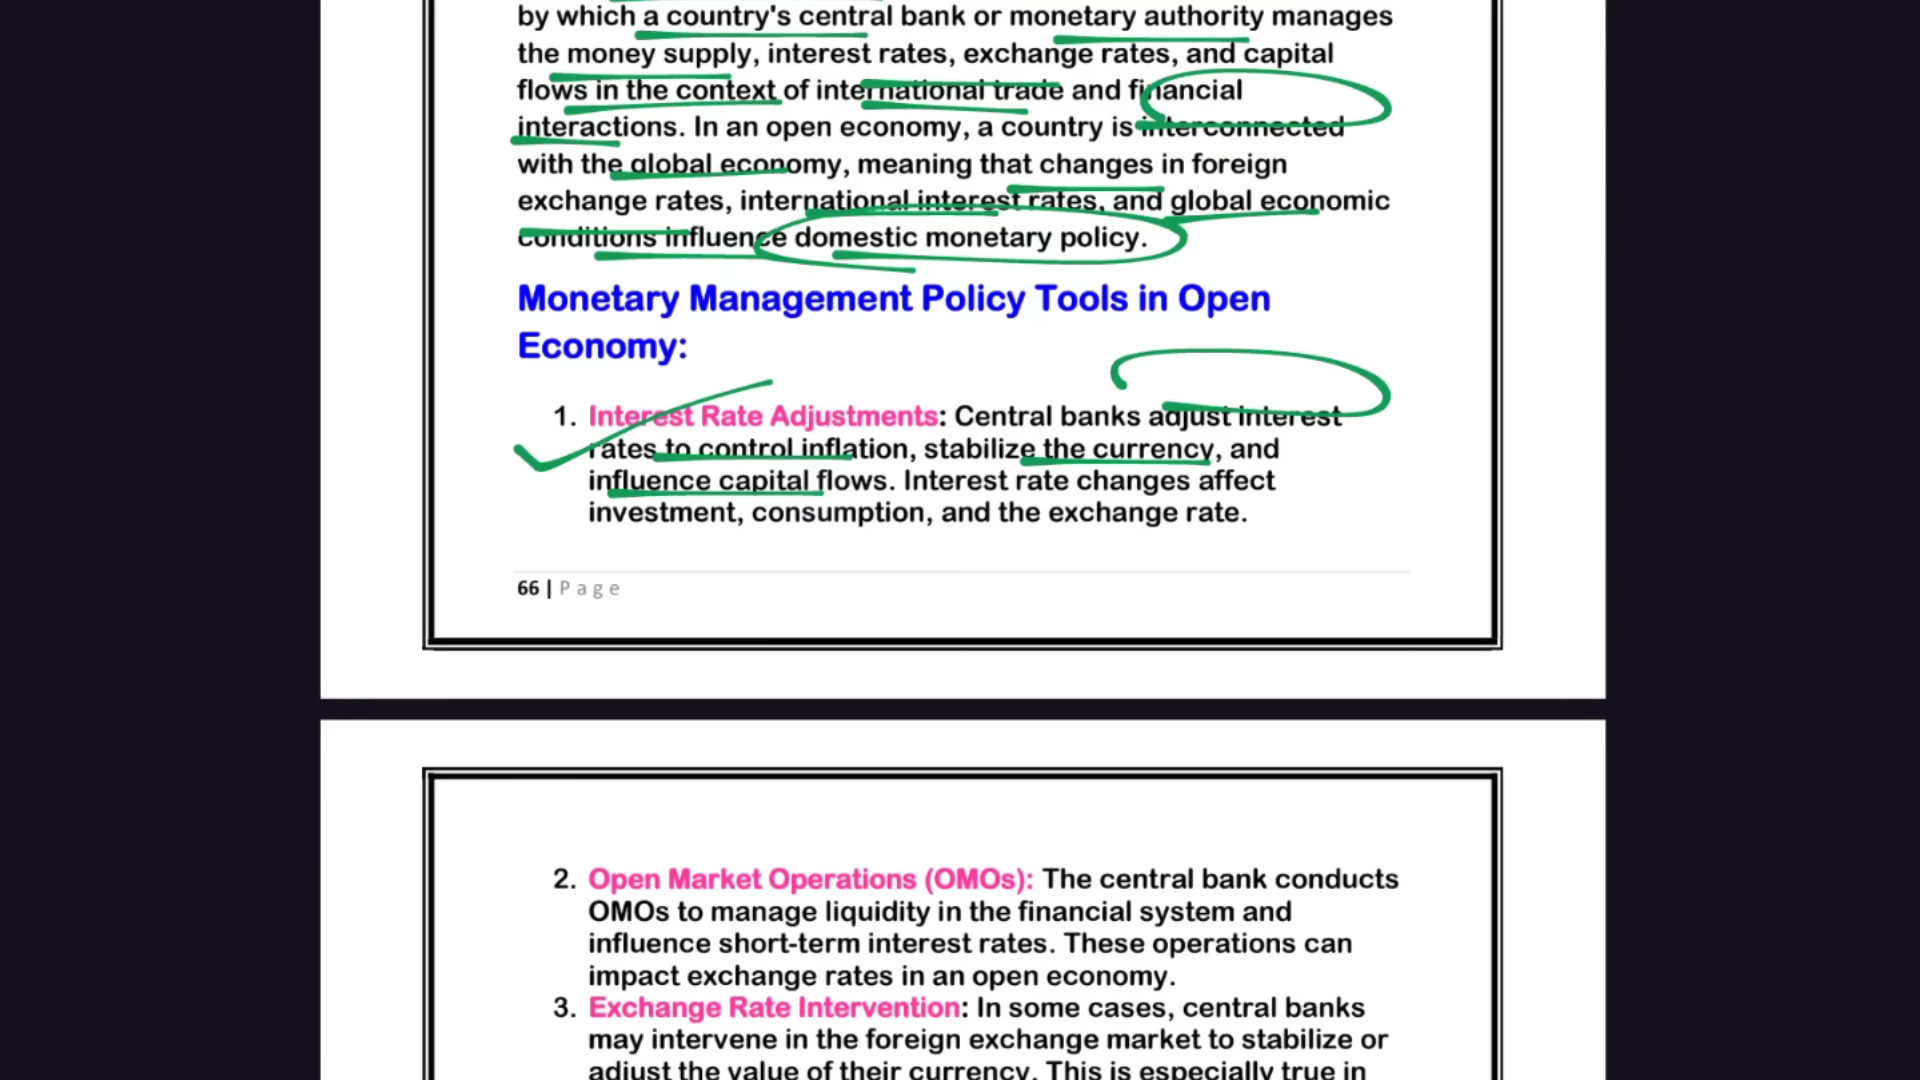 by which a country's central bank or monetary authority manages
the money supply, interest rates, exchange rates, and capital
flows in the context of international trade and financial
interactions. In an open economy, a country is interconnected
with the global economy, meaning that changes in foreign
exchange rates, international interest rates, and global economic
conditions influence domestic monetary policy.
Monetary Management Policy Tools in Open
Economy:
1. Interest Rate Adjustments: Central banks adjust interest
rates to control inflation, stabilize the currency, and
influence capital flows. Interest rate changes affect
investment, consumption, and the exchange rate.
66 | Page
2. Open Market Operations (OMOs): The central bank conducts
OMOs to manage liquidity in the financial system and
influence short-term interest rates. These operations can
impact exchange rates in an open economy.
3. Exchange Rate Intervention: In some cases, central banks
may intervene in the foreign exchange market to stabilize or
adjust the value of their currency. This is especially true in